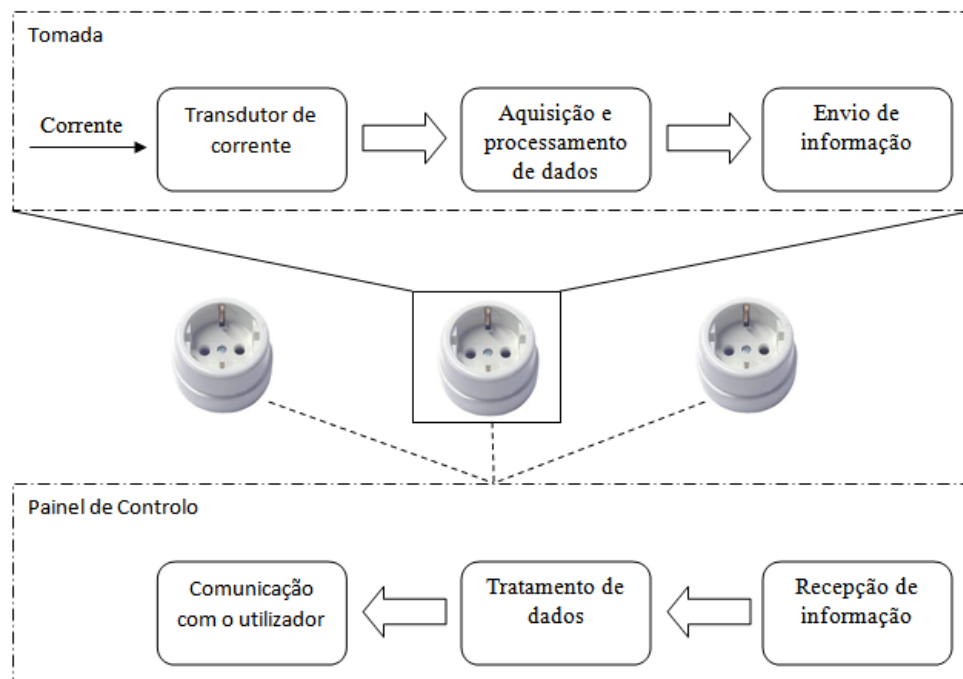 Tomada
Corrente
Transdutor de
corrente
Aquisição e
processamento
de dados
Envio de
informação
Painel de Controlo
Comunicação
com o utilizador
Tratamento de
dados
Recepção de
informação